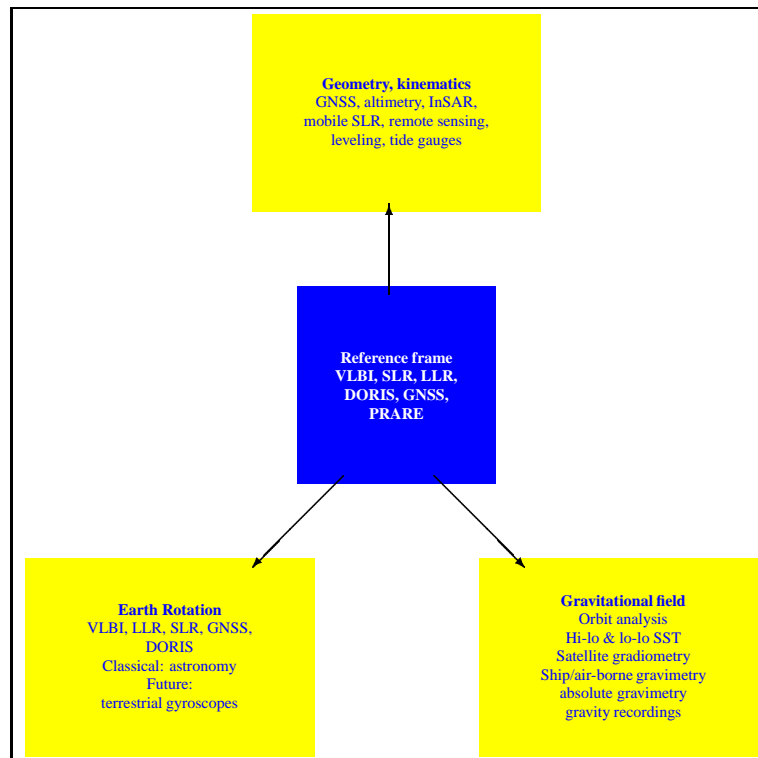 Geometry, kinematics
GNSS, altimetry, InSAR,
mobile SLR, remote sensing,
leveling, tide gauges
Reference frame
VLBI, SLR, LLR,
DORIS, GNSS,
PRARE
Earth Rotation
VLBI, LLR, SLR, GNSS,
DORIS
Classical: astronomy
Future:
terrestrial gyroscopes
Gravitational field
Orbit analysis
Hi-lo & lo-lo SST
Satellite gradiometry
Ship/air-borne gravimetry
absolute gravimetry
gravity recordings